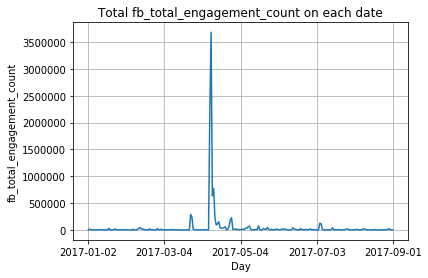 Total fb_total_engagement_count on each date
fb_total_engagement_count
3500000
3000000
2500000
2000000
1500000
1000000
500000
0
2017-01-02 2017-03-04 2017-05-04 2017-07-03 2017-09-01
Day